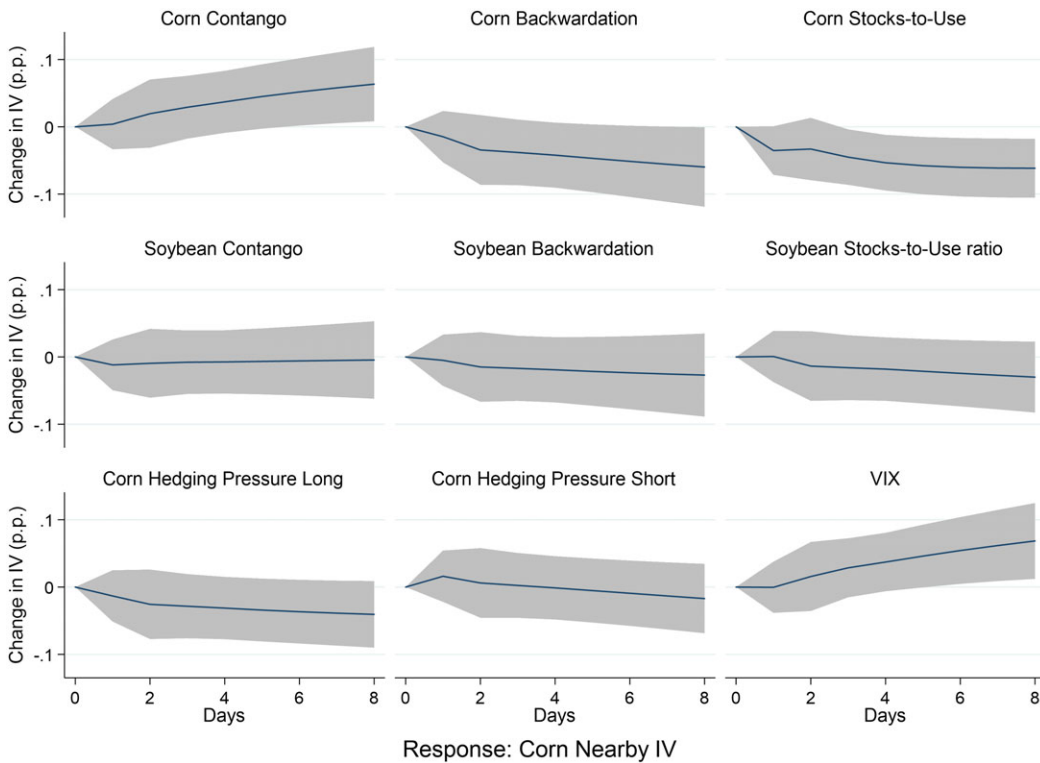 Corn Contango Corn Backwardation Corn Stocks-to-Use
Change in IV (p.p.)
.1
0
-.1
Soybean Contango Soybean Backwardation Soybean Stocks-to-Use ratio
Change in IV (p.p.)
.1
0
-.1
Corn Hedging Pressure Long Corn Hedging Pressure Short VIX
Change in IV (p.p.)
.1
0
-.1
0 2 4 6 8 0 2 4 6 8 0 2 4 6 8
Days Days Days
Response: Corn Nearby IV